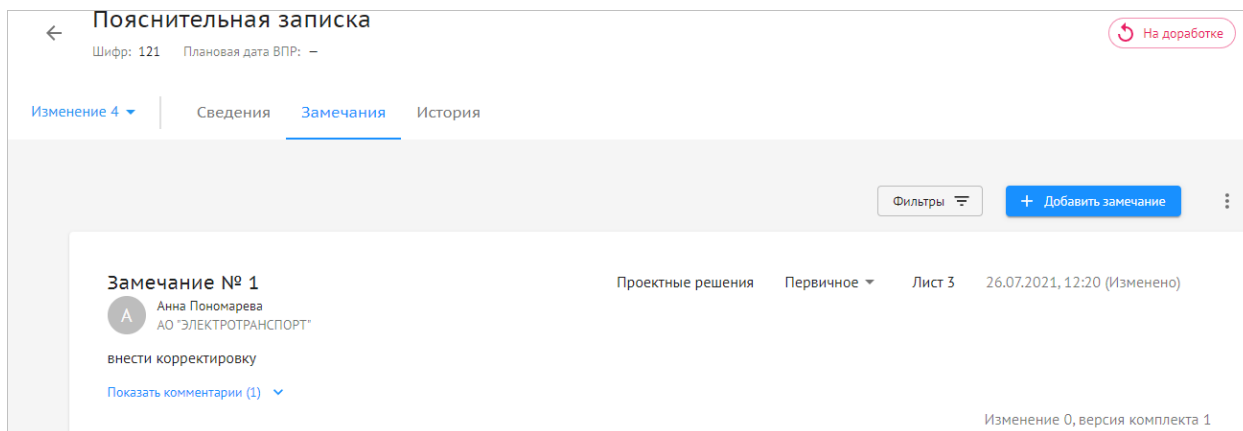 Пояснительная записка
Шифр: 121 Плановая дата ВПР: —
На доработке
Изменение 4 Сведения Замечания История
Фильтры + Добавить замечание
Замечание № 1 Проектные решения Первичное Лист 3 26.07.2021, 12:20 (Изменено)
А Анна Пономарева
АО "ЭЛЕКТРОТРАНСПОРТ"
внести корректировку
Показать комментарии (1)
Изменение 0, версия комплекта 1